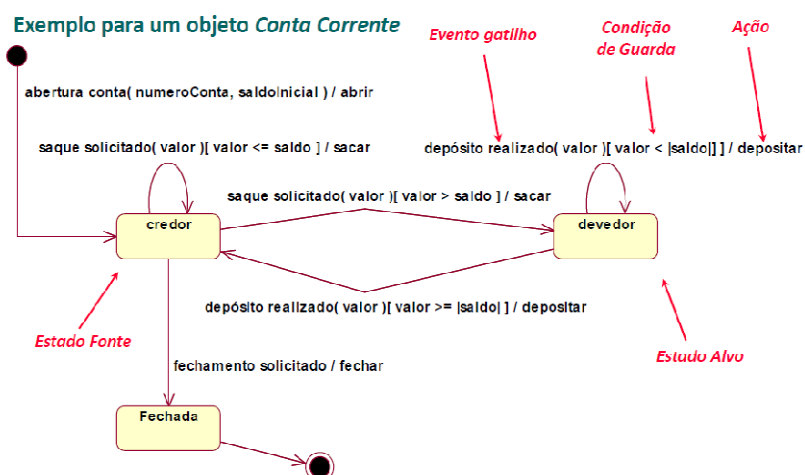 Exemplo para um objeto Conta Corrente
Evento gatilho
Condição
de Guarda
Ação
abertura conta( numeroConta, saldoInicial ) / abrir
saque solicitado( valor )[ valor <= saldo ] / sacar
depósito realizado( valor )[ valor < |saldo|] ] / depositar
saque solicitado( valor )[ valor > saldo ] / sacar
credor
devedor
depósito realizado( valor )[ valor >= |saldo| ] / depositar
Estado Fonte
Estado Alvo
fechamento solicitado / fechar
Fechada